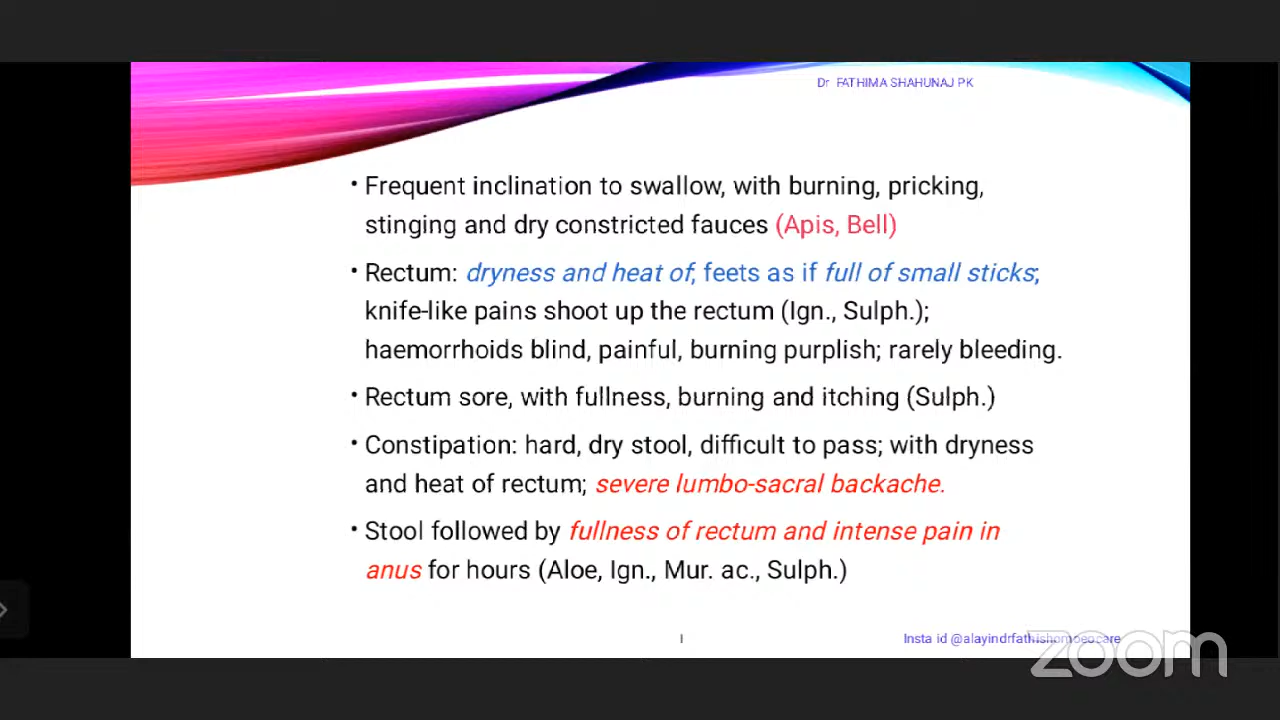 Dr FATHIMA SHAHUNAJ PK
• Frequent inclination to swallow, with burning, pricking,
stinging and dry constricted fauces (Apis, Bell)
• Rectum: dryness and heat of; feets as if full of small sticks;
knife-like pains shoot up the rectum (Ign., Sulph.);
haemorrhoids blind, painful, burning purplish; rarely bleeding.
• Rectum sore, with fullness, burning and itching (Sulph.)
• Constipation: hard, dry stool, difficult to pass; with dryness
and heat of rectum; severe lumbo-sacral backache.
• Stool followed by fullness of rectum and intense pain in
anus for hours (Aloe, Ign., Mur. ac., Sulph.)
Insta id @alayindrfathishomoeocare
zoom